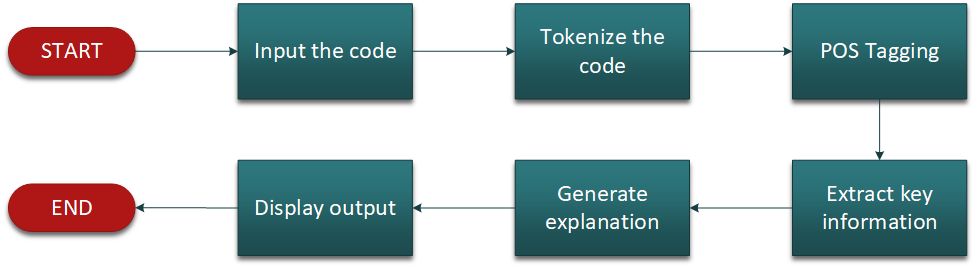 START
Input the code
Tokenize the
code
POS Tagging
Extract key
information
Generate
explanation
Display output
END